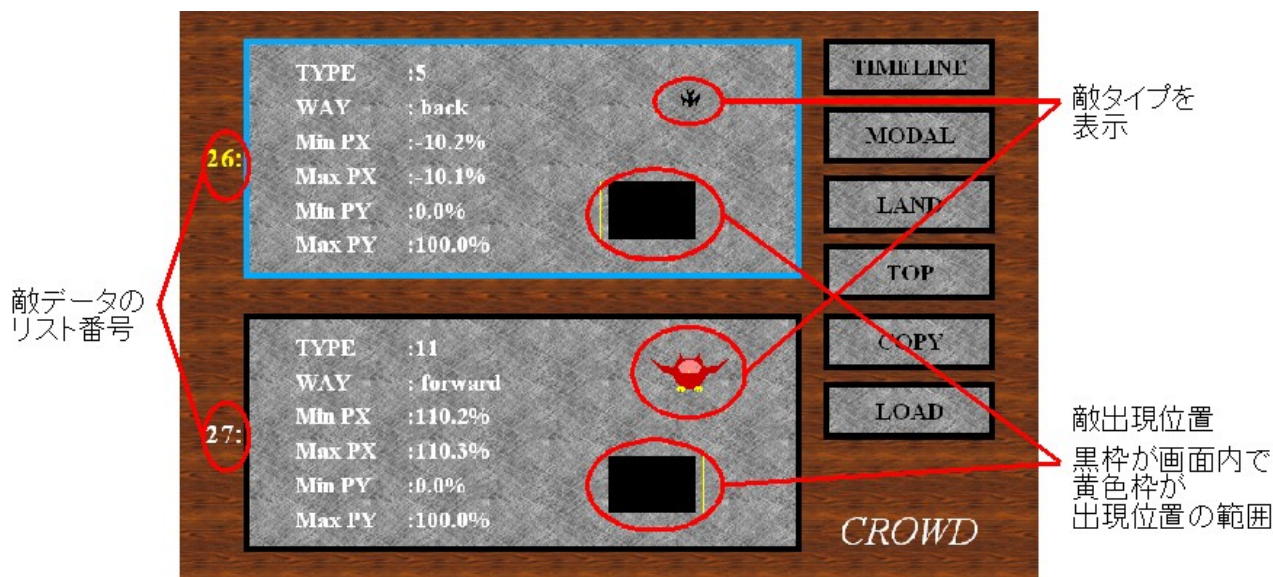 TYPE :5
WAY : back
Min PX :-10.2%
Max PX :-10.1%
Min PY :0.0%
Max PY :100.0%
26:
TIMELINE
MODAL
LAND
TOP
COPY
LOAD
敵タイプを
表示
敵データの
リスト番号
TYPE :11
WAY : forward
Min PX :110.2%
Max PX :110.3%
Min PY :0.0%
Max PY :100.0%
27:
CROWD
敵出現位置
黒枠が画面内で
黄色枠が
出現位置の範囲